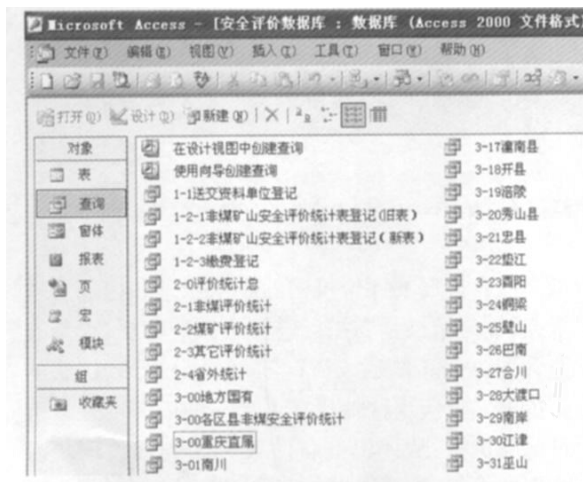 Microsoft Access - [安全评价数据库 : 数据库 (Access 2000 文件格式
文件(F) 编辑(E) 视图(V) 插入(I) 工具(T) 窗口(W) 帮助(H)
打开(O) 设计(D) 新建(N)
对象
表
查询
窗体
报表
页
宏
模块
组
收藏夹
在设计视图中创建查询
使用向导创建查询
1-1送交资料单位登记
1-2-1非煤矿山安全评价统计表登记(旧表)
1-2-2非煤矿山安全评价统计表登记(新表)
1-2-3缴费登记
2-0评价统计总
2-1非煤评价统计
2-2煤矿评价统计
2-3其它评价统计
2-4省外统计
3-00地方国有
3-00各区县非煤安全评价统计
3-00重庆直属
3-01南川
3-17潼南县
3-18开县
3-19涪陵
3-20秀山县
3-21忠县
3-22垫江
3-23酉阳
3-24铜梁
3-25璧山
3-26巴南
3-27合川
3-28大渡口
3-29南岸
3-30江津
3-31巫山